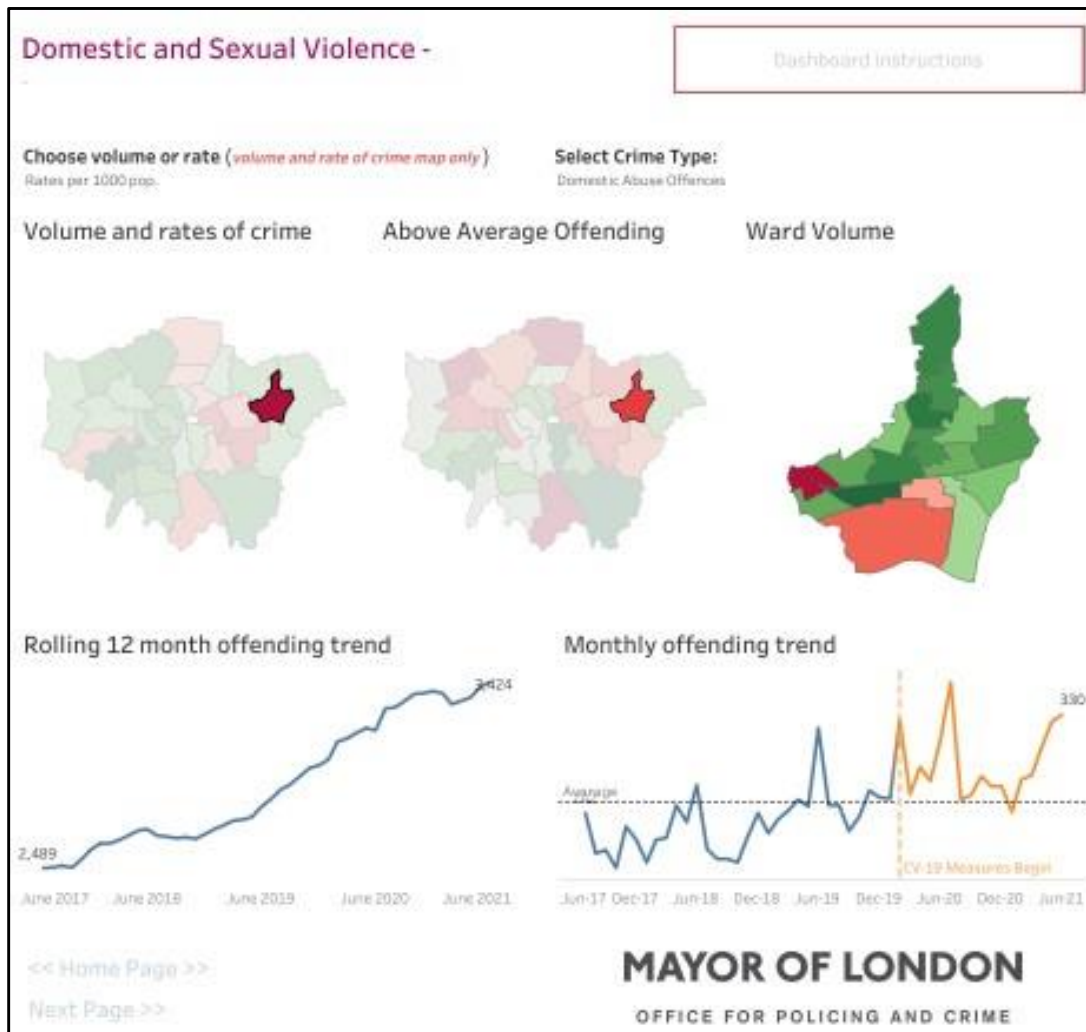 Domestic and Sexual Violence -
Dashboard instructions
Choose volume or rate (volume and rate of crime map only)
Rates per 1000 pop.
Select Crime Type:
Domestic Abuse Offences
Volume and rates of crime
Above Average Offending
Ward Volume
Rolling 12 month offending trend
3,424
2,489
June 2017 June 2018 June 2019 June 2020 June 2021
Monthly offending trend
330
Average
CV-19 Measures Begin
Jun-17 Dec-17 Jun-18 Dec-18 Jun-19 Dec-19 Jun-20 Dec-20 Jun-21
<< Home Page >>
Next Page >>
MAYOR OF LONDON
OFFICE FOR POLICING AND CRIME